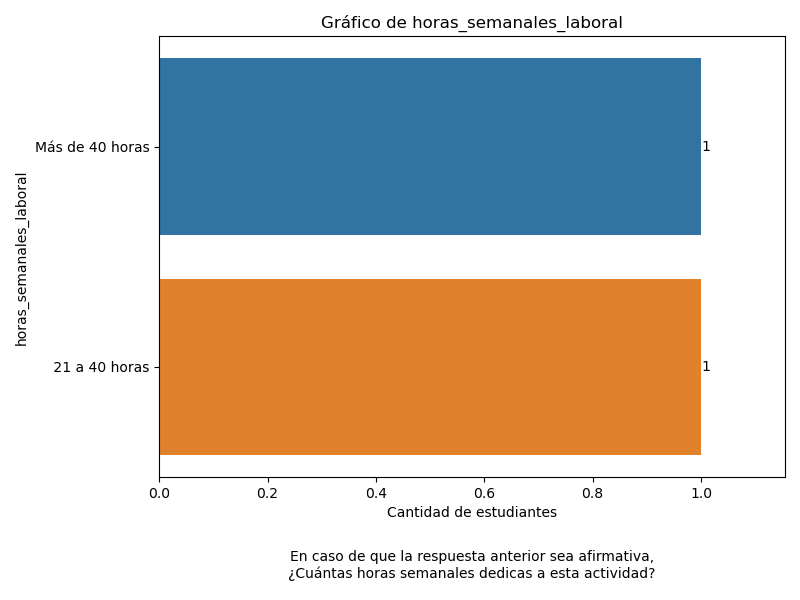 Gráfico de horas_semanales_laboral
horas_semanales_laboral
Más de 40 horas
1
21 a 40 horas
1
0.0 0.2 0.4 0.6 0.8 1.0
Cantidad de estudiantes
En caso de que la respuesta anterior sea afirmativa,
¿Cuántas horas semanales dedicas a esta actividad?